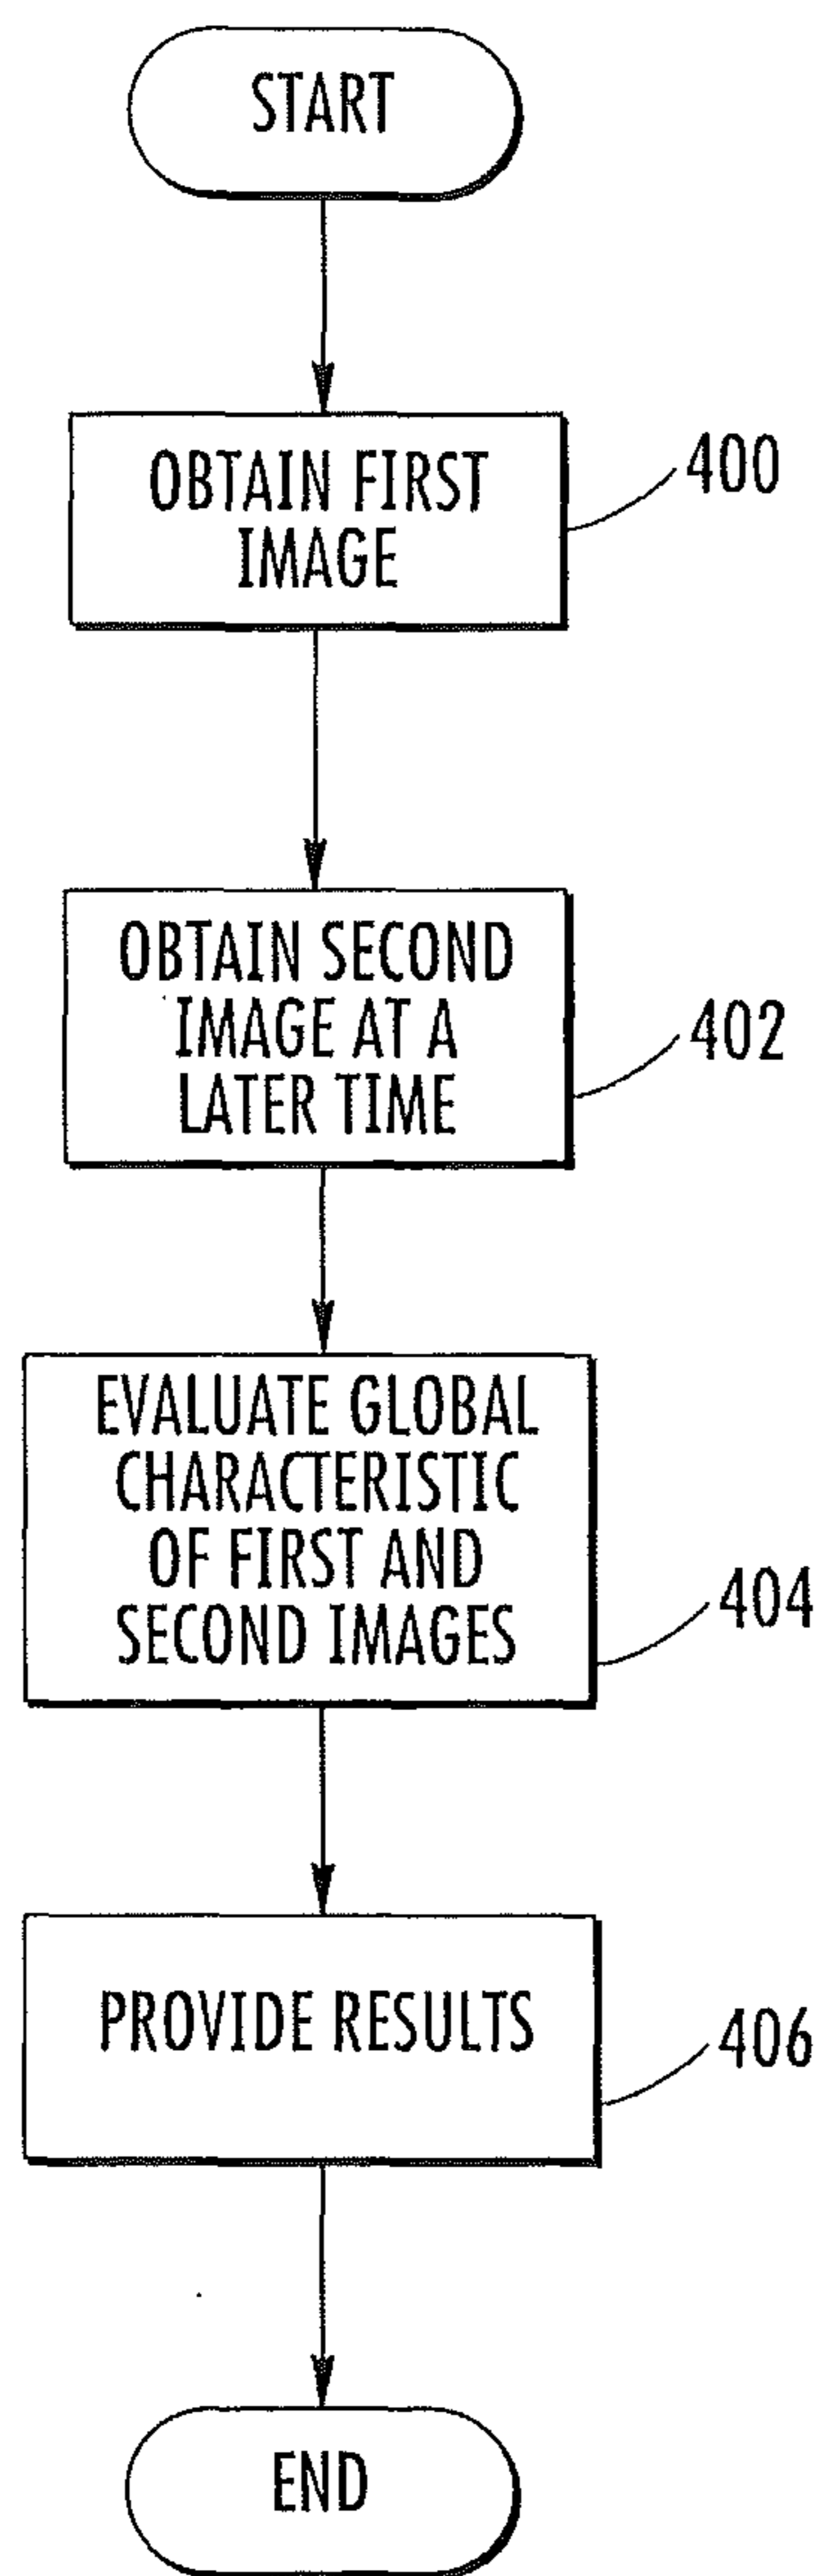 START
OBTAIN FIRST
IMAGE
400
OBTAIN SECOND
IMAGE AT A
LATER TIME
402
EVALUATE GLOBAL
CHARACTERISTIC
OF FIRST AND
SECOND IMAGES
404
PROVIDE RESULTS
406
END